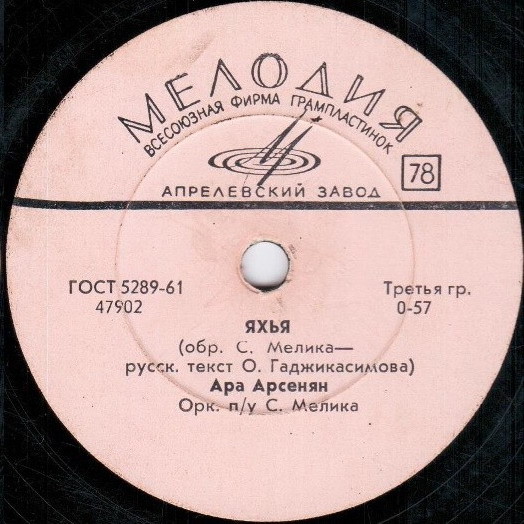 МЕЛОДИЯ
ВСЕСОЮЗНАЯ ФИРМА ГРАМПЛАСТИНОК
78
АПРЕЛЕВСКИЙ ЗАВОД
ГОСТ 5289-61
47902
Третья гр.
0-57
ЯХЬЯ
(обр. С. Мелика—
русск. текст О. Гаджикасимова)
Ара Арсенян
Орк. п/у С. Мелика